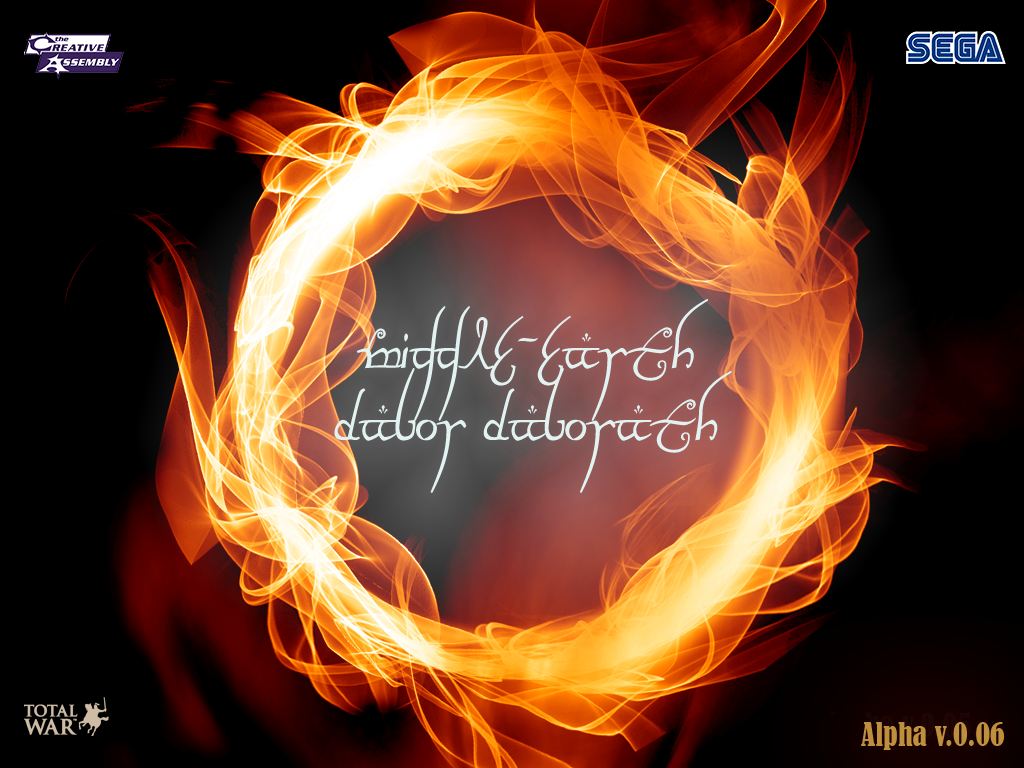 the
CREATIVE
ASSEMBLY
SEGA
Middle-Earth
Dagor Dagorath
TOTAL
WAR
Alpha v.0.06